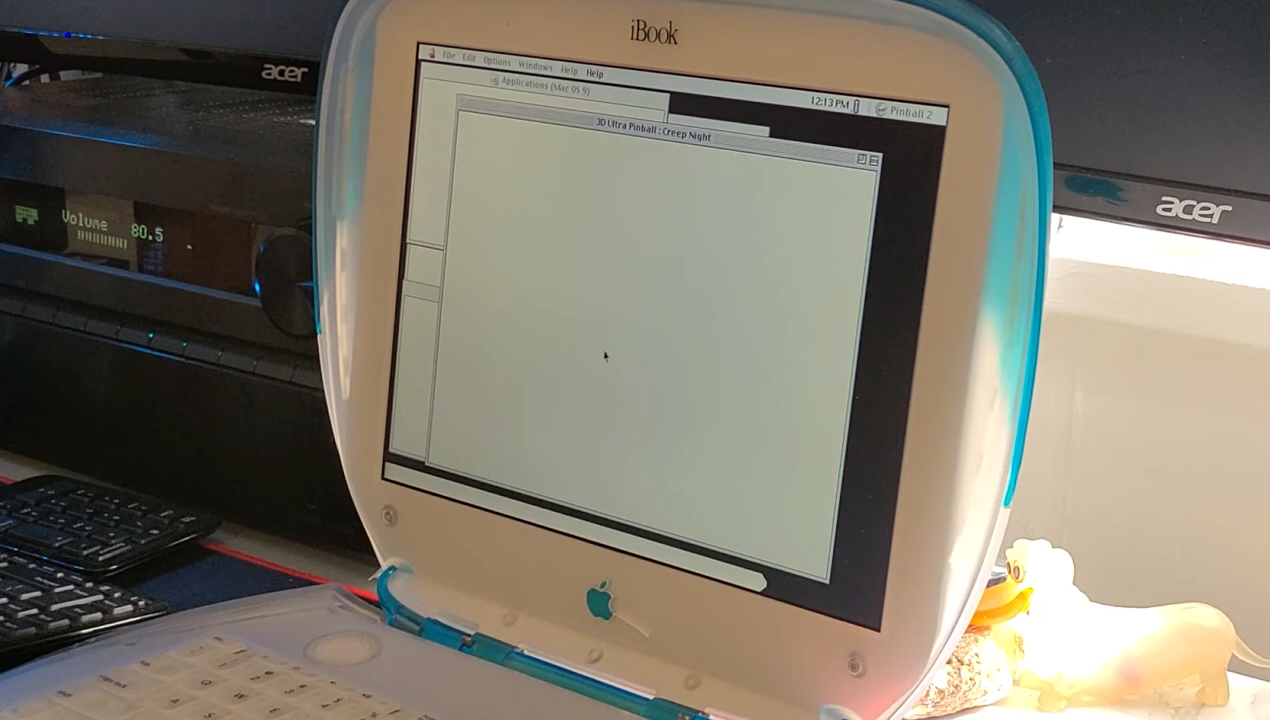 iBook
acer
File Edit Options Windows Help Help
12:13 PM
Pinball 2
Applications (Mac OS 9)
3D Ultra Pinball : Creep Night
acer
Volume 80.5